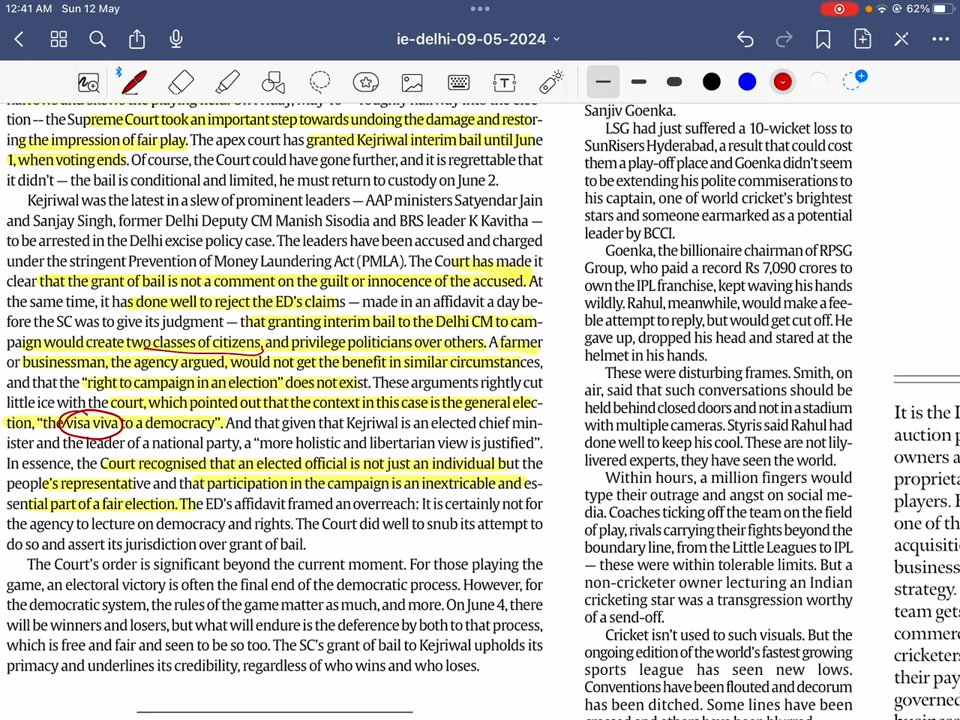 12:41 AM Sun 12 May
62%
ie-delhi-09-05-2024
tion -- the Supreme Court took an important step towards undoing the damage and restor-
ing the impression of fair play. The apex court has granted Kejriwal interim bail until June
1, when voting ends. Of course, the Court could have gone further, and it is regrettable that
it didn't — the bail is conditional and limited, he must return to custody on June 2.
Kejriwal was the latest in a slew of prominent leaders — AAP ministers Satyendar Jain
and Sanjay Singh, former Delhi Deputy CM Manish Sisodia and BRS leader K Kavitha —
to be arrested in the Delhi excise policy case. The leaders have been accused and charged
under the stringent Prevention of Money Laundering Act (PMLA). The Court has made it
clear that the grant of bail is not a comment on the guilt or innocence of the accused. At
the same time, it has done well to reject the ED's claims — made in an affidavit a day be-
fore the SC was to give its judgment — that granting interim bail to the Delhi CM to cam-
paign would create two classes of citizens, and privilege politicians over others. A farmer
or businessman, the agency argued, would not get the benefit in similar circumstances,
and that the "right to campaign in an election" does not exist. These arguments rightly cut
little ice with the court, which pointed out that the context in this case is the general elec-
tion, "the visa viva to a democracy". And that given that Kejriwal is an elected chief min-
ister and the leader of a national party, a "more holistic and libertarian view is justified".
In essence, the Court recognised that an elected official is not just an individual but the
people's representative and that participation in the campaign is an inextricable and es-
sential part of a fair election. The ED's affidavit framed an overreach: It is certainly not for
the agency to lecture on democracy and rights. The Court did well to snub its attempt to
do so and assert its jurisdiction over grant of bail.
The Court's order is significant beyond the current moment. For those playing the
game, an electoral victory is often the final end of the democratic process. However, for
the democratic system, the rules of the game matter as much, and more. On June 4, there
will be winners and losers, but what will endure is the deference by both to that process,
which is free and fair and seen to be so too. The SC's grant of bail to Kejriwal upholds its
primacy and underlines its credibility, regardless of who wins and who loses.
Sanjiv Goenka.
LSG had just suffered a 10-wicket loss to
SunRisers Hyderabad, a result that could cost
them a play-off place and Goenka didn't seem
to be extending his polite commiserations to
his captain, one of world cricket's brightest
stars and someone earmarked as a potential
leader by BCCI.
Goenka, the billionaire chairman of RPSG
Group, who paid a record Rs 7,090 crores to
own the IPL franchise, kept waving his hands
wildly. Rahul, meanwhile, would make a fee-
ble attempt to reply, but would get cut off. He
gave up, dropped his head and stared at the
helmet in his hands.
These were disturbing frames. Smith, on
air, said that such conversations should be
held behind closed doors and not in a stadium
with multiple cameras. Styris said Rahul had
done well to keep his cool. These are not lily-
livered experts, they have seen the world.
Within hours, a million fingers would
type their outrage and angst on social me-
dia. Coaches ticking off the team on the field
of play, rivals carrying their fights beyond the
boundary line, from the Little Leagues to IPL
— these were within tolerable limits. But a
non-cricketer owner lecturing an Indian
cricketing star was a transgression worthy
of a send-off.
Cricket isn't used to such visuals. But the
ongoing edition of the world's fastest growing
sports league has seen new lows.
Conventions have been flouted and decorum
has been ditched. Some lines have been
It is the
auction p
owners a
proprieta
players.
one of th
acquisiti
business
strategy.
team gets
commer
cricketers
their pay
governed